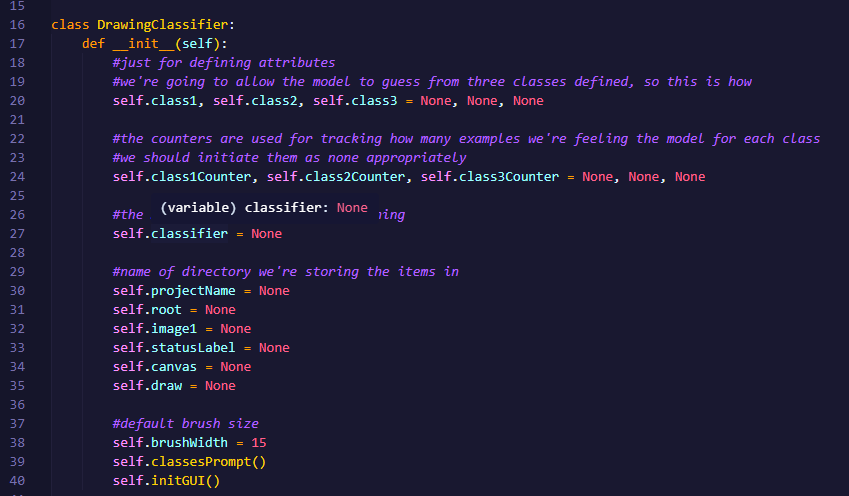 15
16 class DrawingClassifier:
17 def __init__(self):
18 #just for defining attributes
19 #we're going to allow the model to guess from three classes defined, so this is how
20 self.class1, self.class2, self.class3 = None, None, None
21
22 #the counters are used for tracking how many examples we're feeling the model for each class
23 #we should initiate them as none appropriately
24 self.class1Counter, self.class2Counter, self.class3Counter = None, None, None
25
(variable) classifier: None
26 #the
27 self.classifier = None
28
29 #name of directory we're storing the items in
30 self.projectName = None
31 self.root = None
32 self.image1 = None
33 self.statusLabel = None
34 self.canvas = None
35 self.draw = None
36
37 #default brush size
38 self.brushWidth = 15
39 self.classesPrompt()
40 self.initGUI()